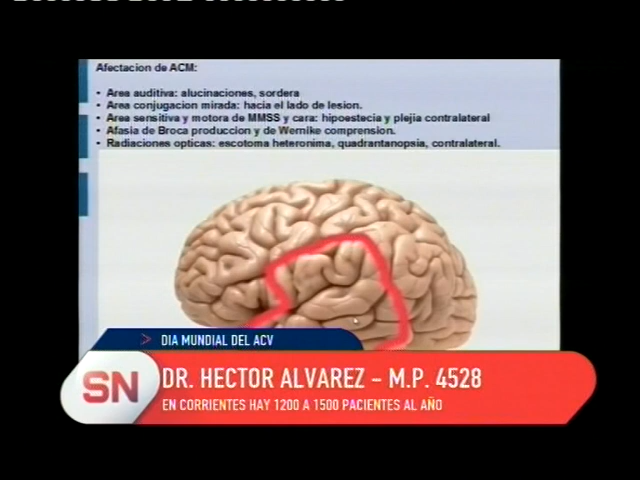 Afectacion de ACM:
• Area auditiva: alucinaciones, sordera
• Area conjugacion mirada: hacia el lado de lesion.
• Area sensitiva y motora de MMSS y cara: hipoestecia y plejia contralateral
• Afasia de Broca produccion y de Wernike comprension.
• Radiaciones opticas: escotoma heteronima, quadrantanopsia, contralateral.
> DIA MUNDIAL DEL ACV
SN
DR. HECTOR ALVAREZ – M.P. 4528
EN CORRIENTES HAY 1200 A 1500 PACIENTES AL AÑO